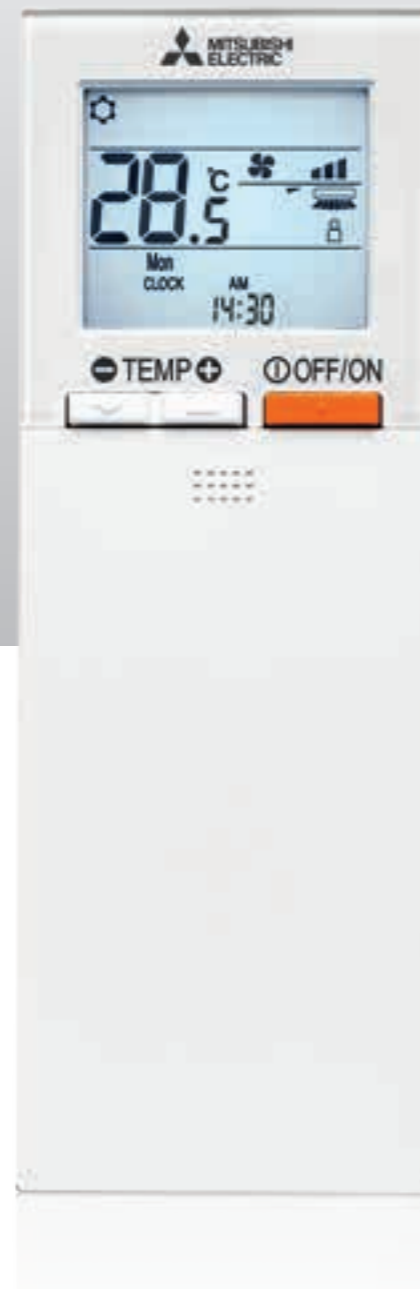 MITSUBISHI
ELECTRIC
28.5 ℃
Mon
CLOCK AM
14:30
TEMP OFF/ON